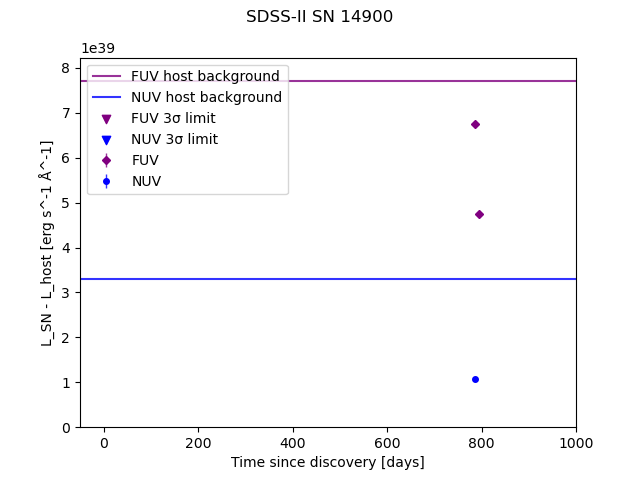 SDSS-II SN 14900
1e39
8
7
6
5
4
3
2
1
0
L_SN - L_host [erg s^-1 Å^-1]
FUV host background
NUV host background
FUV 3σ limit
NUV 3σ limit
FUV
NUV
0 200 400 600 800 1000
Time since discovery [days]